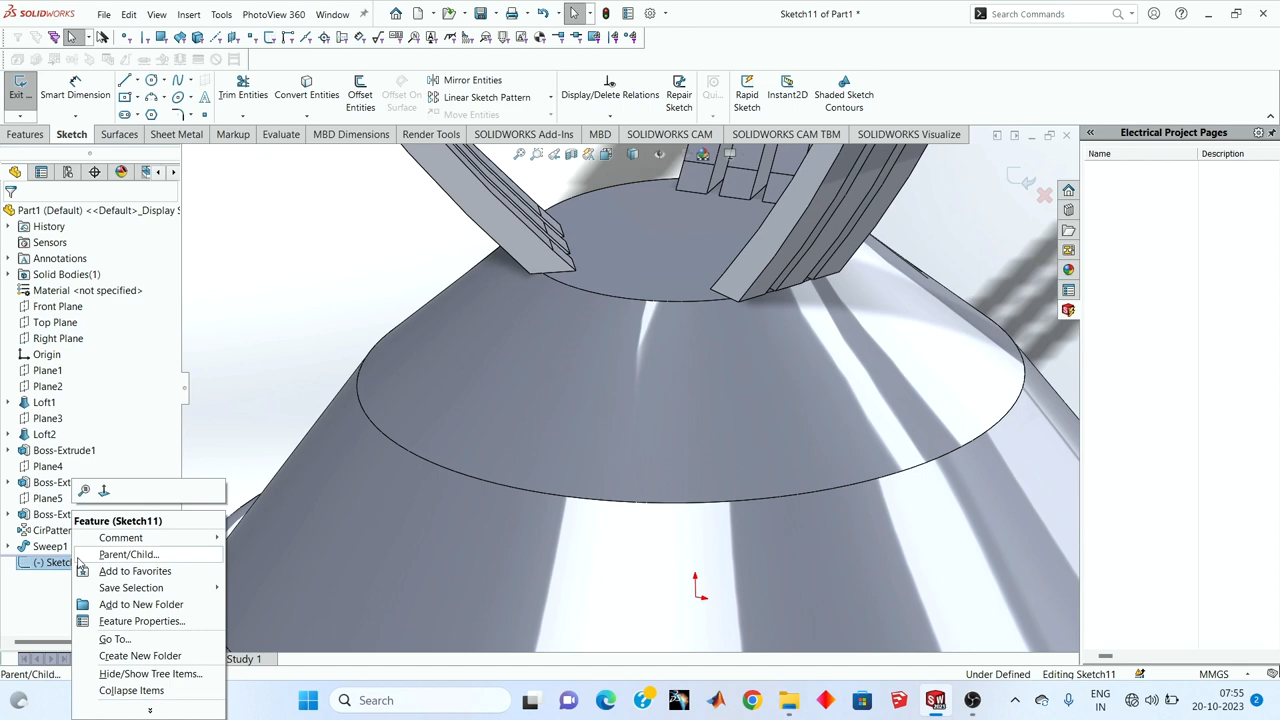 SOLIDWORKS
File Edit View Insert Tools PhotoView 360 Window
Sketch11 of Part1 *
Search Commands
Exit ...
Smart Dimension
Trim Entities
Convert Entities
Offset Entities
Offset On Surface
Mirror Entities
Linear Sketch Pattern
Move Entities
Display/Delete Relations
Repair Sketch
Qui...
Rapid Sketch
Instant2D
Shaded Sketch Contours
Features Sketch Surfaces Sheet Metal Markup Evaluate MBD Dimensions Render Tools SOLIDWORKS Add-Ins MBD SOLIDWORKS CAM SOLIDWORKS CAM TBM SOLIDWORKS Visualize
Electrical Project Pages
Name Description
Part1 (Default) <<Default>_Display S
History
Sensors
Annotations
Solid Bodies(1)
Material <not specified>
Front Plane
Top Plane
Right Plane
Origin
Plane1
Plane2
Loft1
Plane3
Loft2
Boss-Extrude1
Plane4
Boss-Ext
Plane5
Boss-Ext
CirPatter
Sweep1
(-) Sketc
Feature (Sketch11)
Comment
Parent/Child...
Add to Favorites
Save Selection
Add to New Folder
Feature Properties...
Go To...
Create New Folder
Hide/Show Tree Items...
Collapse Items
Study 1
Parent/Child...
Under Defined Editing Sketch11 MMGS
Search
ENG
IN
07:55
20-10-2023
2